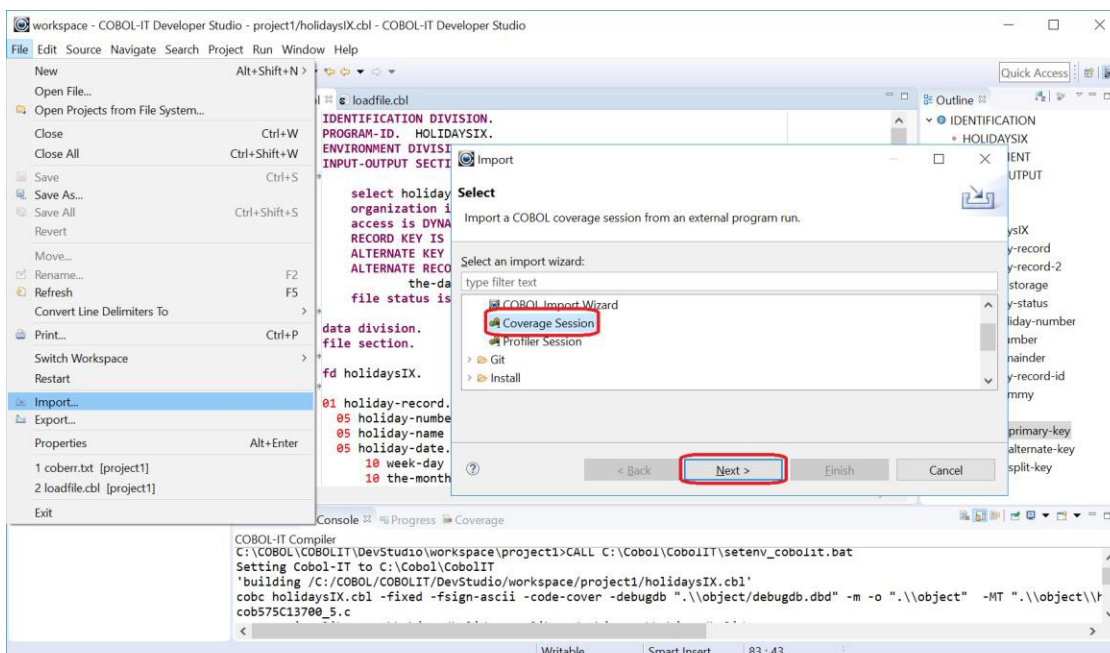 workspace - COBOL-IT Developer Studio - project1/holidaysIX.cbl - COBOL-IT Developer Studio
File Edit Source Navigate Search Project Run Window Help
New Alt+Shift+N >
Open File...
Open Projects from File System...
Close Ctrl+W
Close All Ctrl+Shift+W
Save Ctrl+S
Save As...
Save All Ctrl+Shift+S
Revert
Move...
Rename... F2
Refresh F5
Convert Line Delimiters To >
Print... Ctrl+P
Switch Workspace >
Restart
Import...
Export...
Properties Alt+Enter
1 coberr.txt [project1]
2 loadfile.cbl [project1]
Exit
Quick Access
loadfile.cbl
IDENTIFICATION DIVISION.
PROGRAM-ID. HOLIDAYSIX.
ENVIRONMENT DIVISI
INPUT-OUTPUT SECTI
*
select holiday
organization i
access is DYNA
RECORD KEY IS
ALTERNATE KEY
ALTERNATE RECO
the-da
file status is
*
data division.
file section.
*
fd holidaysIX.
*
01 holiday-record.
05 holiday-numbe
05 holiday-name
05 holiday-date.
10 week-day
10 the-month
Import
Select
Import a COBOL coverage session from an external program run.
Select an import wizard:
type filter text
COBOL Import Wizard
Coverage Session
Profiler Session
> Git
> Install
< Back Next > Finish Cancel
Outline
IDENTIFICATION
HOLIDAYSIX
MENT
UTPUT
ysIX
y-record
y-record-2
storage
y-status
liday-number
umber
mainder
y-record-id
mmy
primary-key
alternate-key
split-key
Console Progress Coverage
COBOL-IT Compiler
C:\COBOL\COBOLIT\DevStudio\workspace\project1>CALL C:\Cobol\CobolIT\setenv_cobolit.bat
Setting Cobol-IT to C:\Cobol\CobolIT
'building /C:/COBOL/COBOLIT/DevStudio/workspace/project1/holidaysIX.cbl'
cobc holidaysIX.cbl -fixed -fsign-ascii -code-cover -debugdb ".\\object/debugdb.dbd" -m -o ".\\object" -MT ".\\object\\h
cob575C13700_5.c
Writable Smart Insert 83 : 43